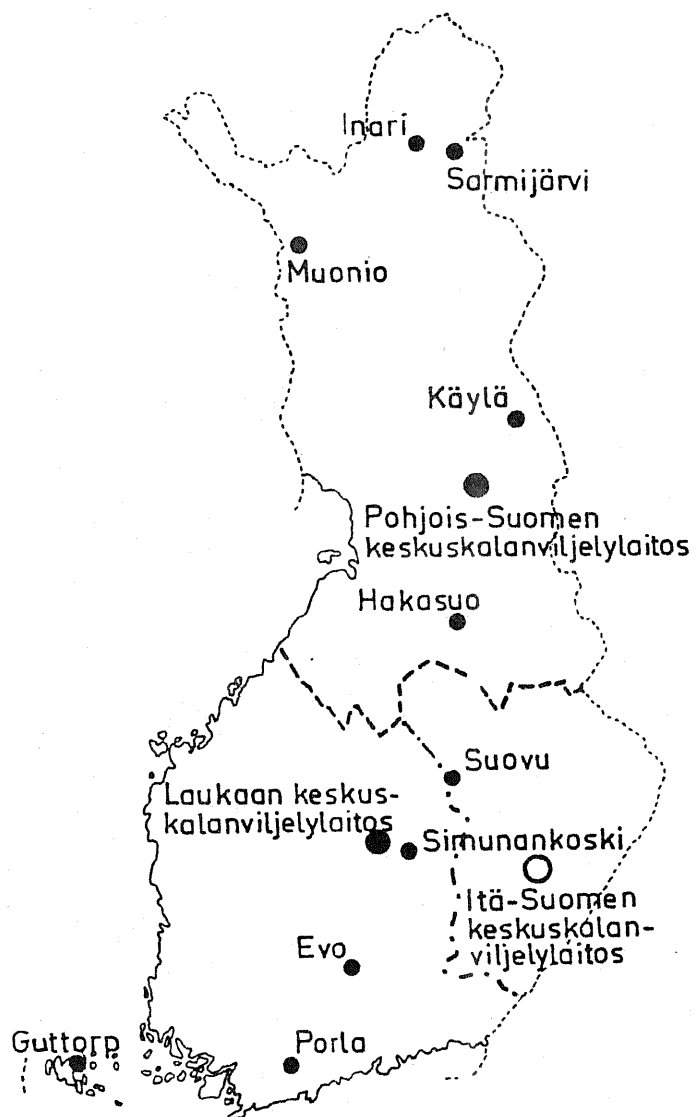 Inari
Sarmijärvi
Muonio
Käylä
Pohjois-Suomen
keskuskalanviljelylaitos
Hakasuo
Suovu
Laukaan keskus-
kalanviljelylaitos
Simunankoski
Itä-Suomen
keskuskalan-
viljelylaitos
Evo
Guttorp
Porla